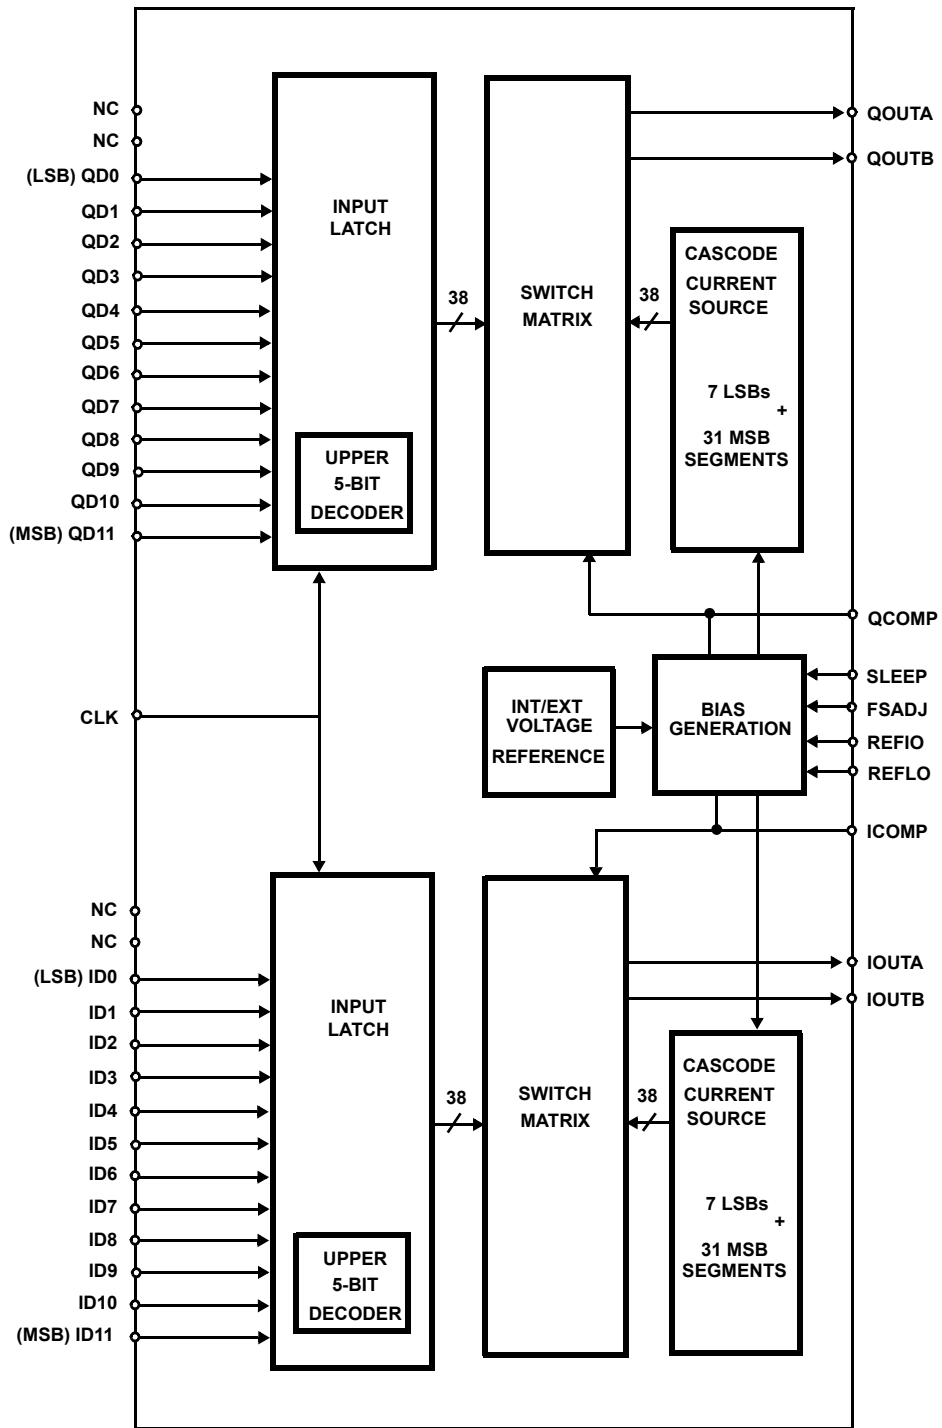 NC
NC
(LSB) QD0
QD1
QD2
QD3
QD4
QD5
QD6
QD7
QD8
QD9
QD10
(MSB) QD11
INPUT
LATCH
UPPER
5-BIT
DECODER
38
SWITCH
MATRIX
38
CASCODE
CURRENT
SOURCE
7 LSBs
+
31 MSB
SEGMENTS
QOUTA
QOUTB
QCOMP
CLK
INT/EXT
VOLTAGE
REFERENCE
BIAS
GENERATION
SLEEP
FSADJ
REFIO
REFLO
ICOMP
NC
NC
(LSB) ID0
ID1
ID2
ID3
ID4
ID5
ID6
ID7
ID8
ID9
ID10
(MSB) ID11
INPUT
LATCH
UPPER
5-BIT
DECODER
38
SWITCH
MATRIX
38
CASCODE
CURRENT
SOURCE
7 LSBs
+
31 MSB
SEGMENTS
IOUTA
IOUTB